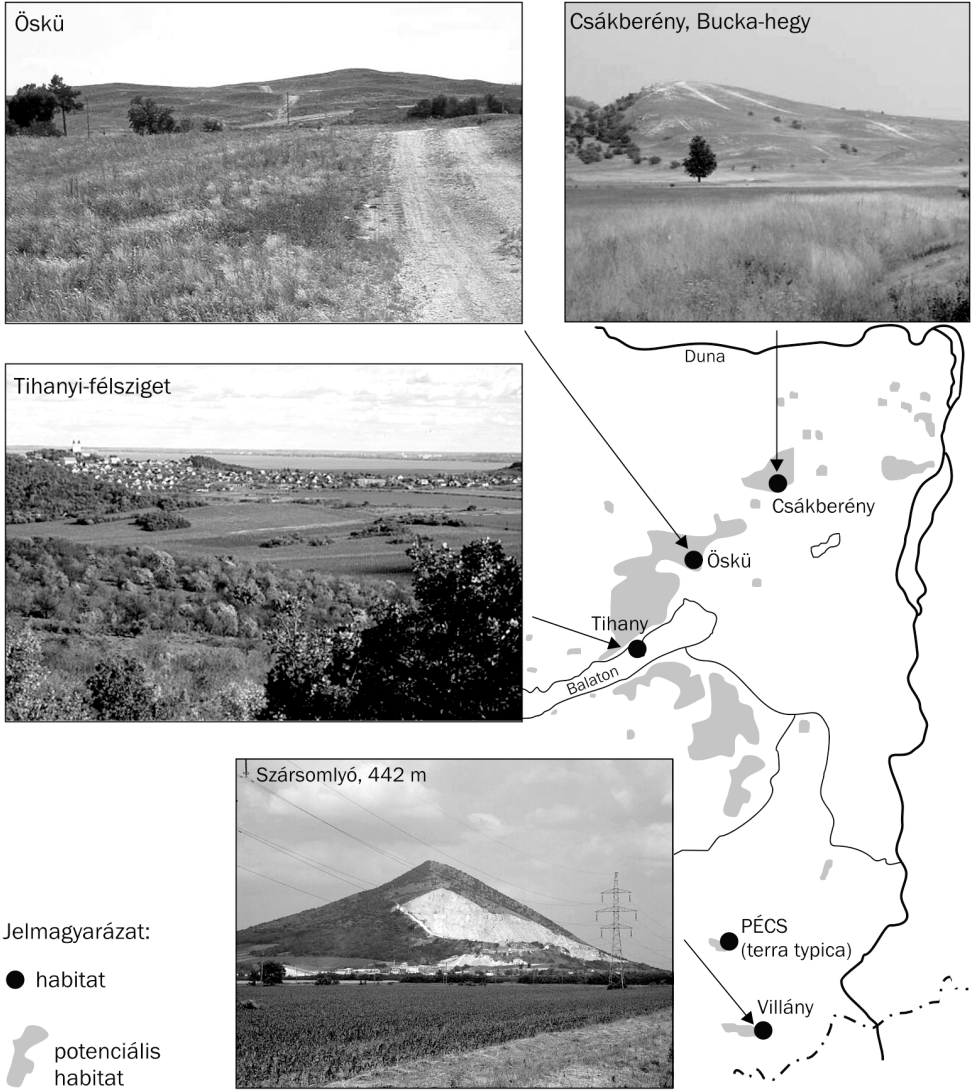 Öskü
Csákberény, Bucka-hegy
Duna
Tihanyi-félsziget
Csákberény
Öskü
Tihany
Balaton
Szársomlyó, 442 m
Jelmagyarázat:
habitat
potenciális
habitat
PÉCS
(terra typica)
Villány